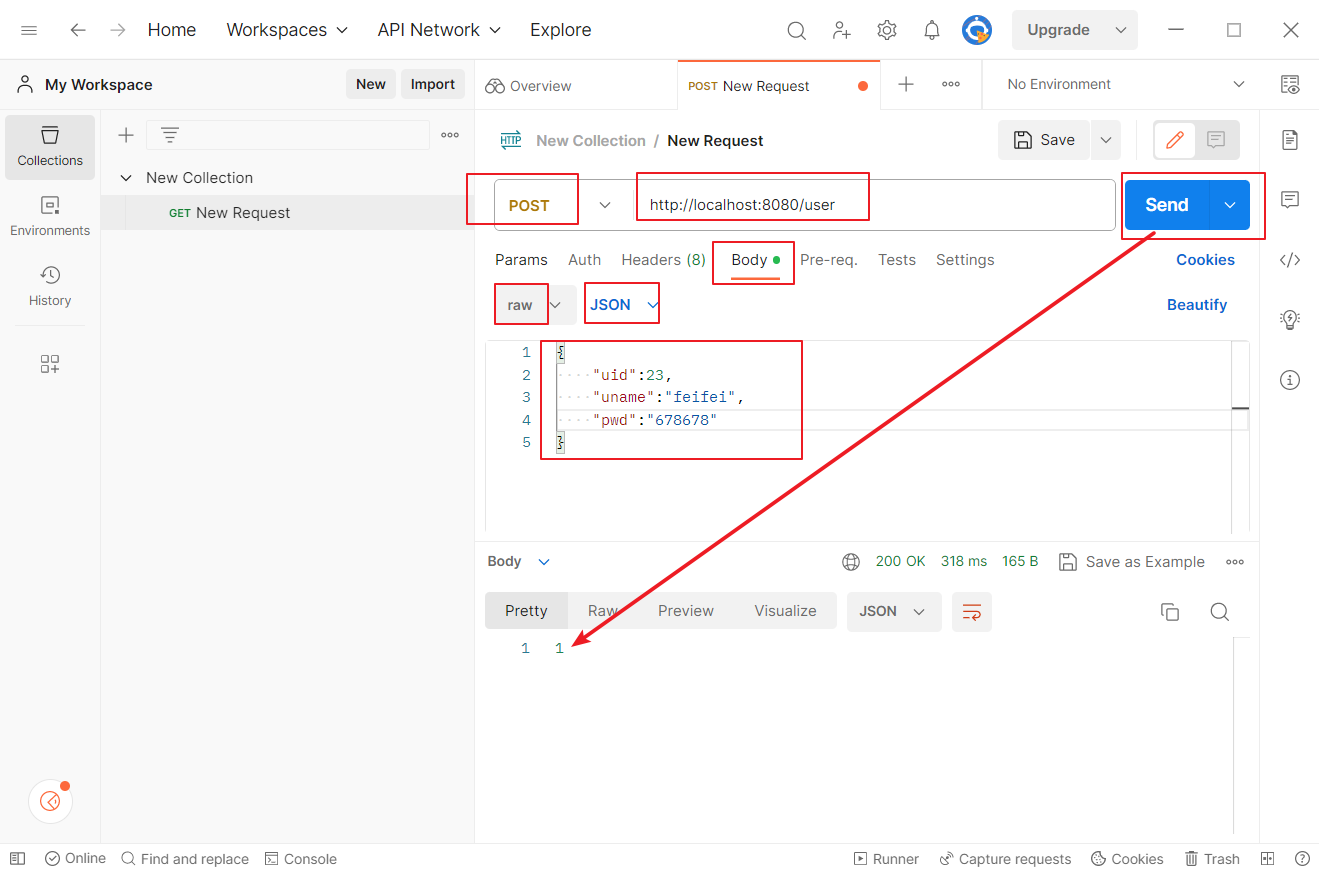 Home Workspaces API Network Explore Upgrade
My Workspace New Import Overview POST New Request No Environment
Collections
Environments
History
New Collection
GET New Request
HTTP New Collection / New Request Save
POST http://localhost:8080/user Send
Params Auth Headers (8) Body Pre-req. Tests Settings Cookies
raw JSON Beautify
1 {
2 ····"uid":23,
3 ····"uname":"feifei",
4 ····"pwd":"678678"
5 }
Body 200 OK 318 ms 165 B Save as Example
Pretty Raw Preview Visualize JSON
1 1
Online Find and replace Console Runner Capture requests Cookies Trash